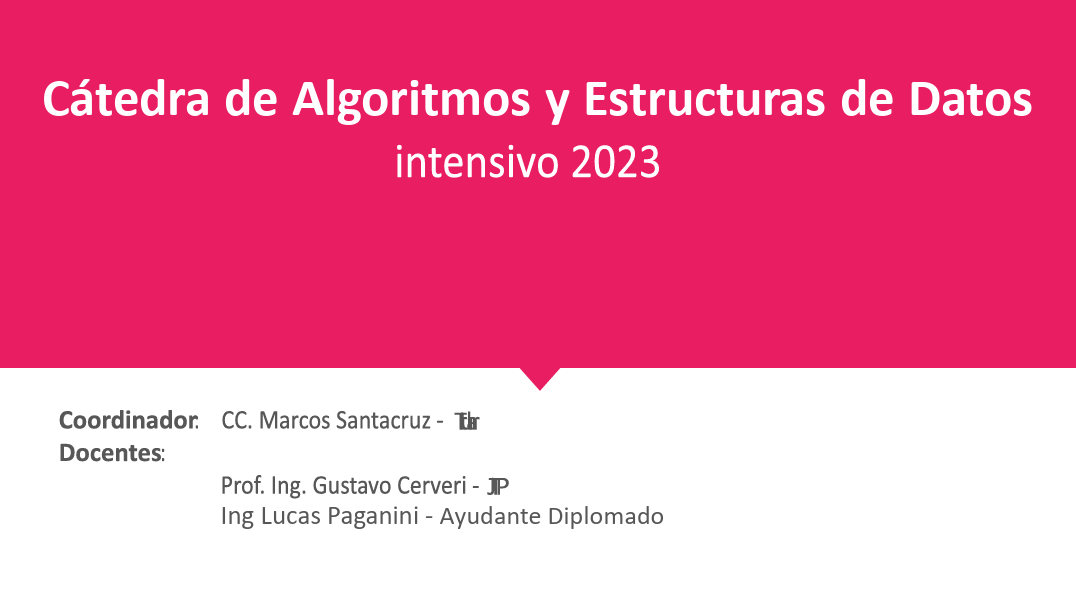 Cátedra de Algoritmos y Estructuras de Datos
intensivo 2023
Coordinador: CC. Marcos Santacruz -
Docentes:
Prof. Ing. Gustavo Cerveri - JTP
Ing Lucas Paganini - Ayudante Diplomado